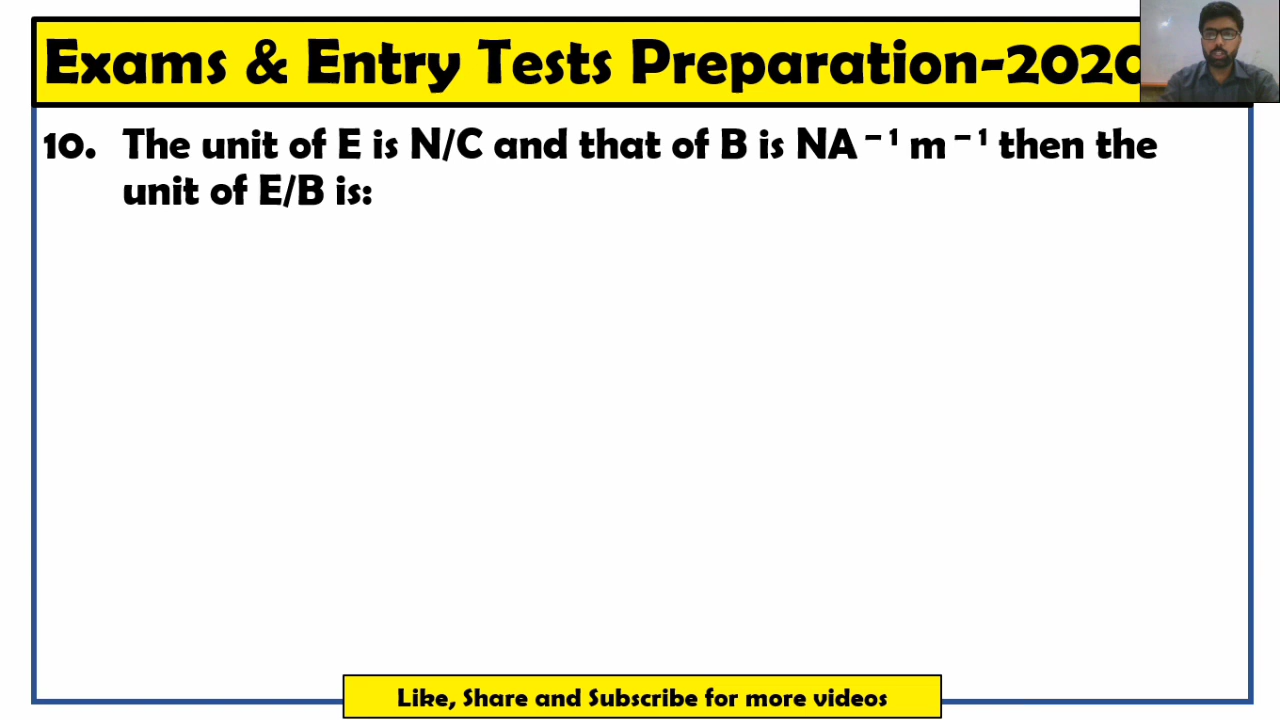 Exams & Entry Tests Preparation-2020
10. The unit of E is N/C and that of B is NA⁻¹ m⁻¹ then the
unit of E/B is:
Like, Share and Subscribe for more videos